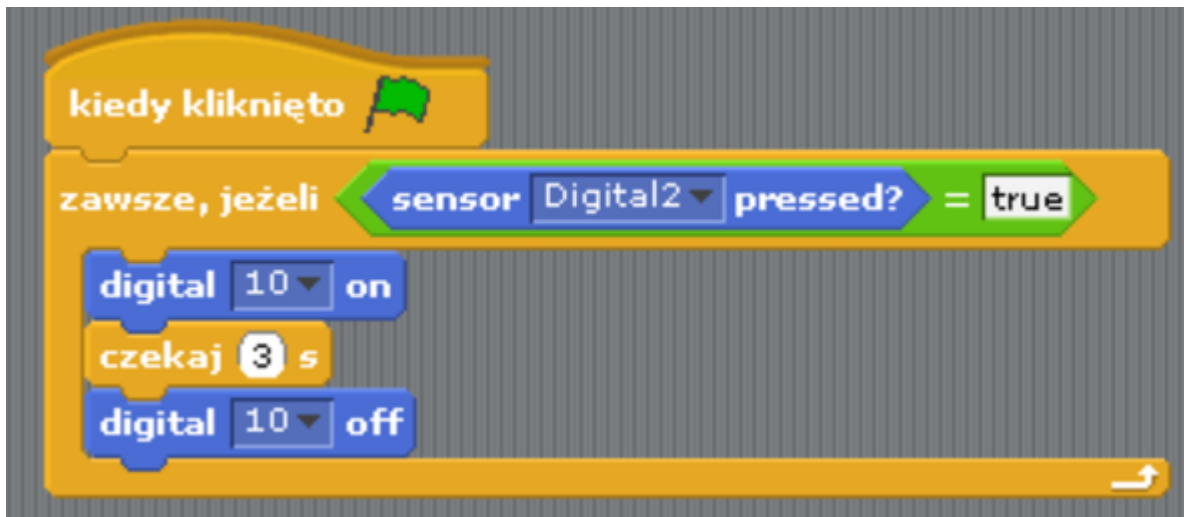 kiedy kliknięto
zawsze, jeżeli sensor Digital2 pressed? = true
digital 10 on
czekaj 3 s
digital 10 off